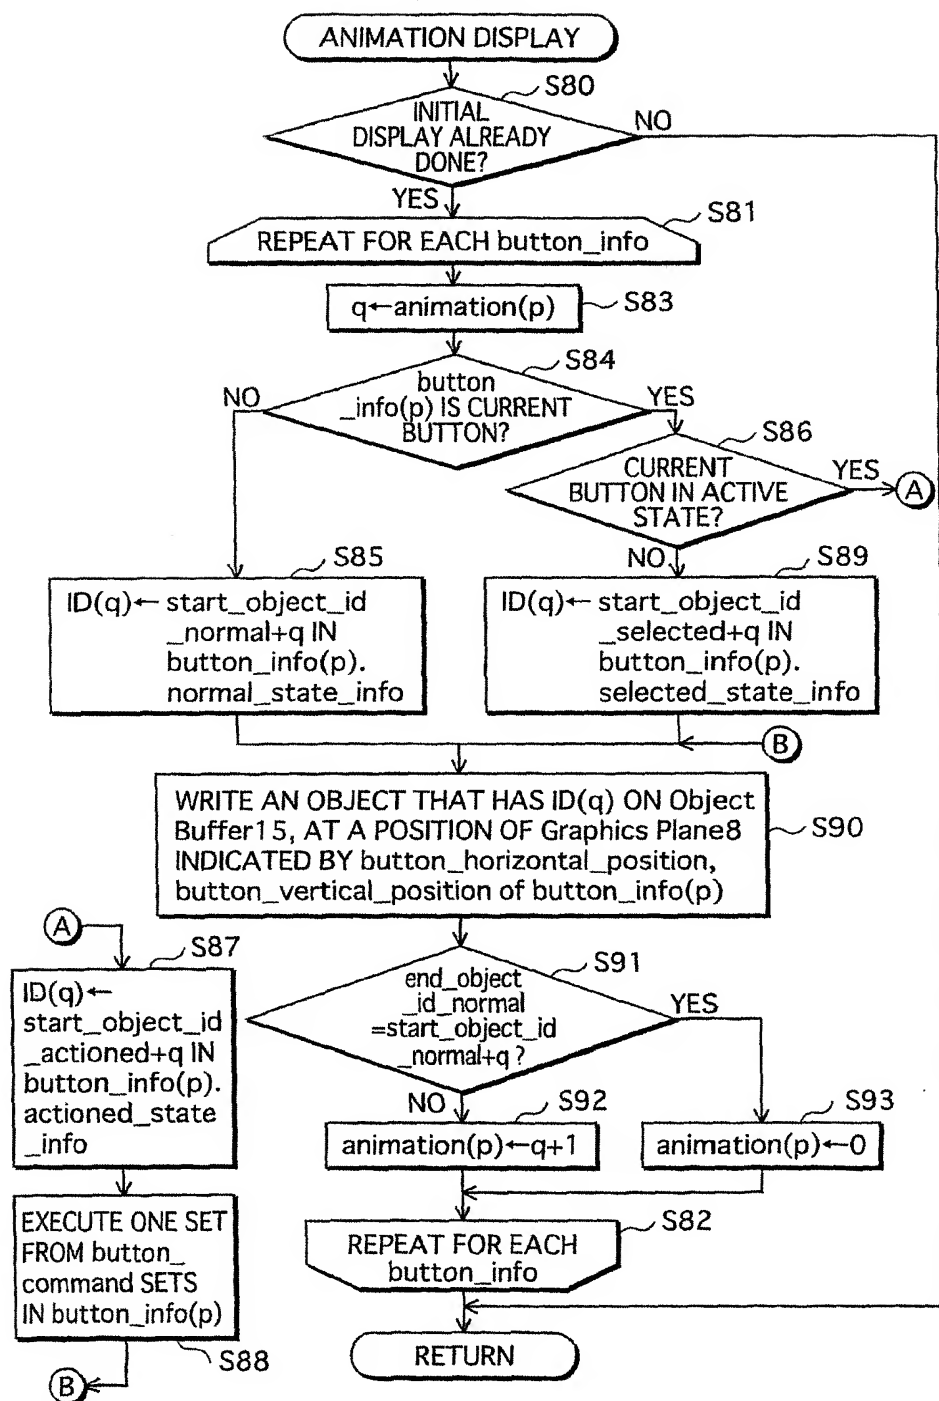 ANIMATION DISPLAY
S80
INITIAL
DISPLAY ALREADY
DONE?
NO
YES
S81
REPEAT FOR EACH button_info
q←animation(p)
S83
S84
button
_info(p) IS CURRENT
BUTTON?
NO
YES
S86
CURRENT
BUTTON IN ACTIVE
STATE?
YES
A
NO
S85
ID(q)← start_object_id
_normal+q IN
button_info(p).
normal_state_info
S89
ID(q)← start_object_id
_selected+q IN
button_info(p).
selected_state_info
B
WRITE AN OBJECT THAT HAS ID(q) ON Object
Buffer15, AT A POSITION OF Graphics Plane8
INDICATED BY button_horizontal_position,
button_vertical_position of button_info(p)
S90
A
S87
ID(q)←
start_object_id
_actioned+q IN
button_info(p).
actioned_state
_info
EXECUTE ONE SET
FROM button_
command SETS
IN button_info(p)
S88
B
S91
end_object
_id_normal
=start_object_id
_normal+q ?
YES
NO
S92
animation(p)←q+1
S93
animation(p)←0
S82
REPEAT FOR EACH
button_info
RETURN